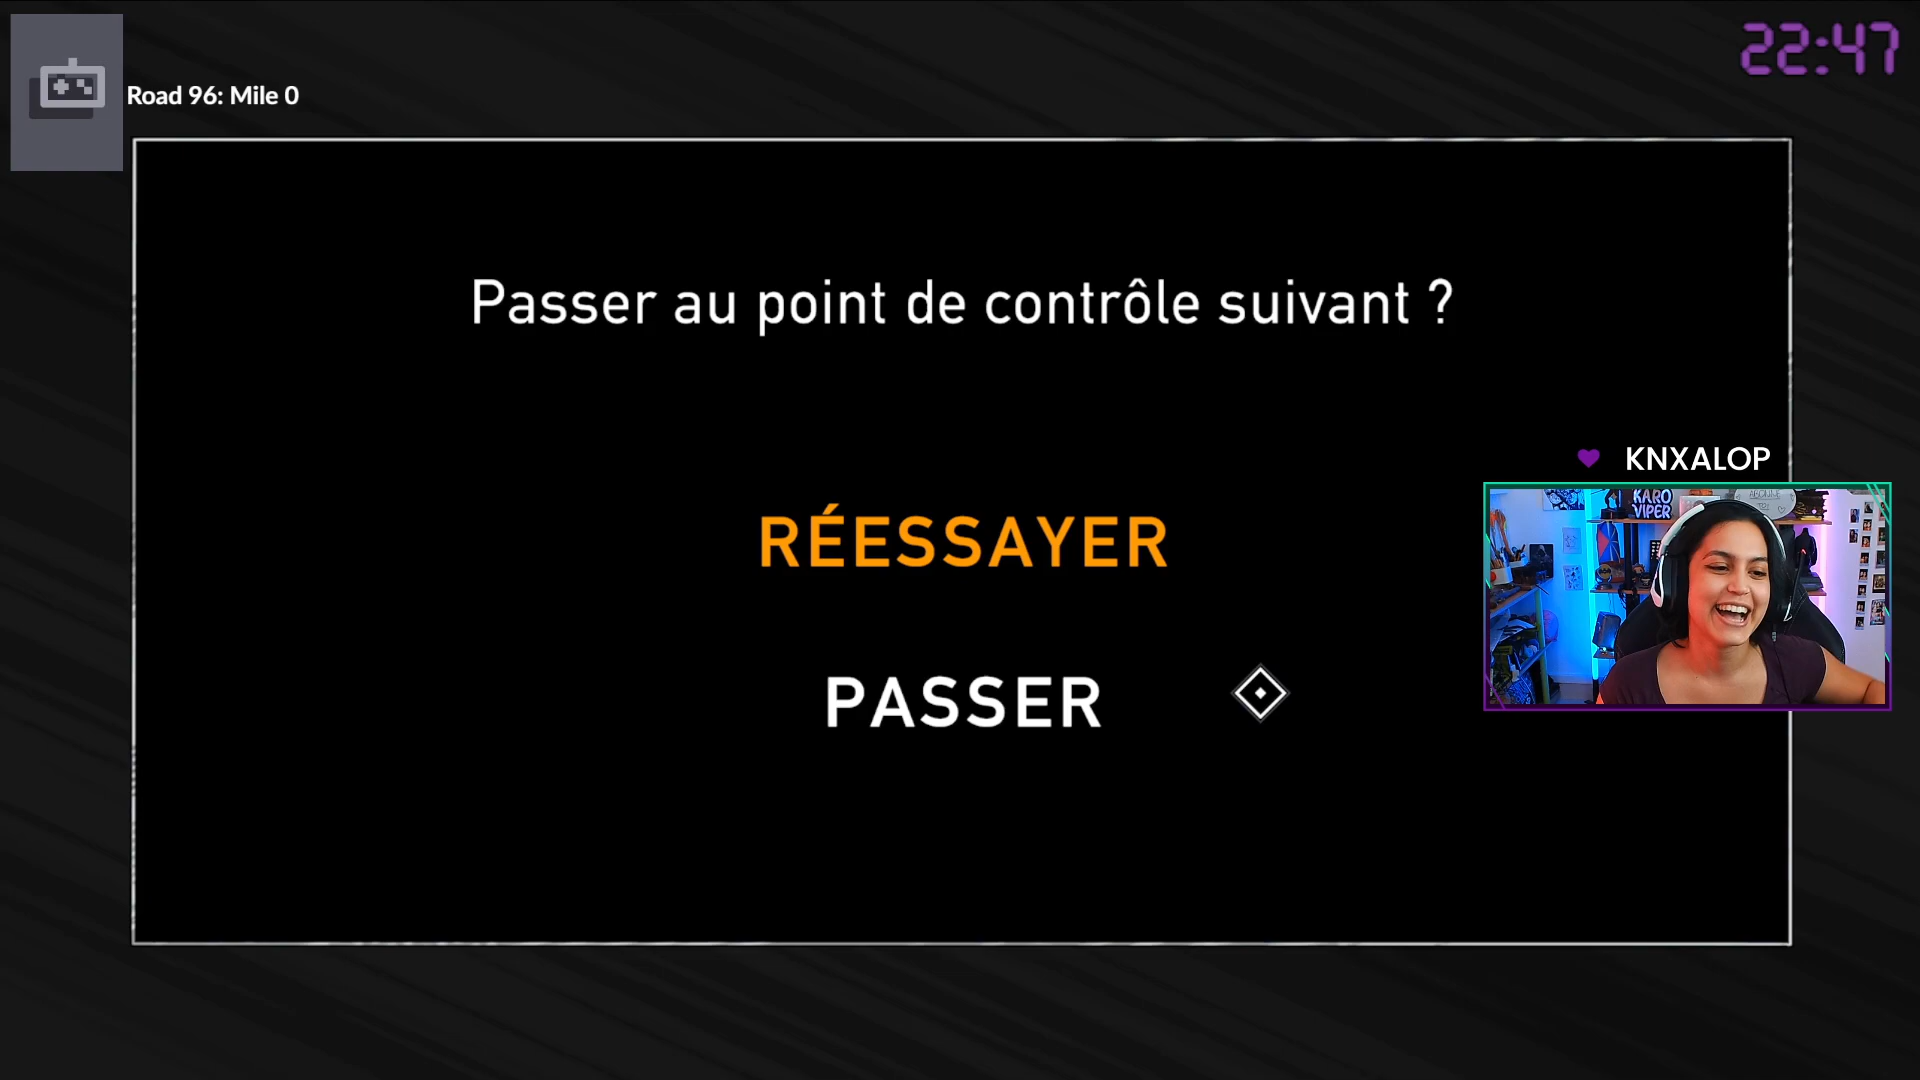 22:47
Road 96: Mile 0
Passer au point de contrôle suivant ?
RÉESSAYER
PASSER
KNXALOP
KARO
VIPER